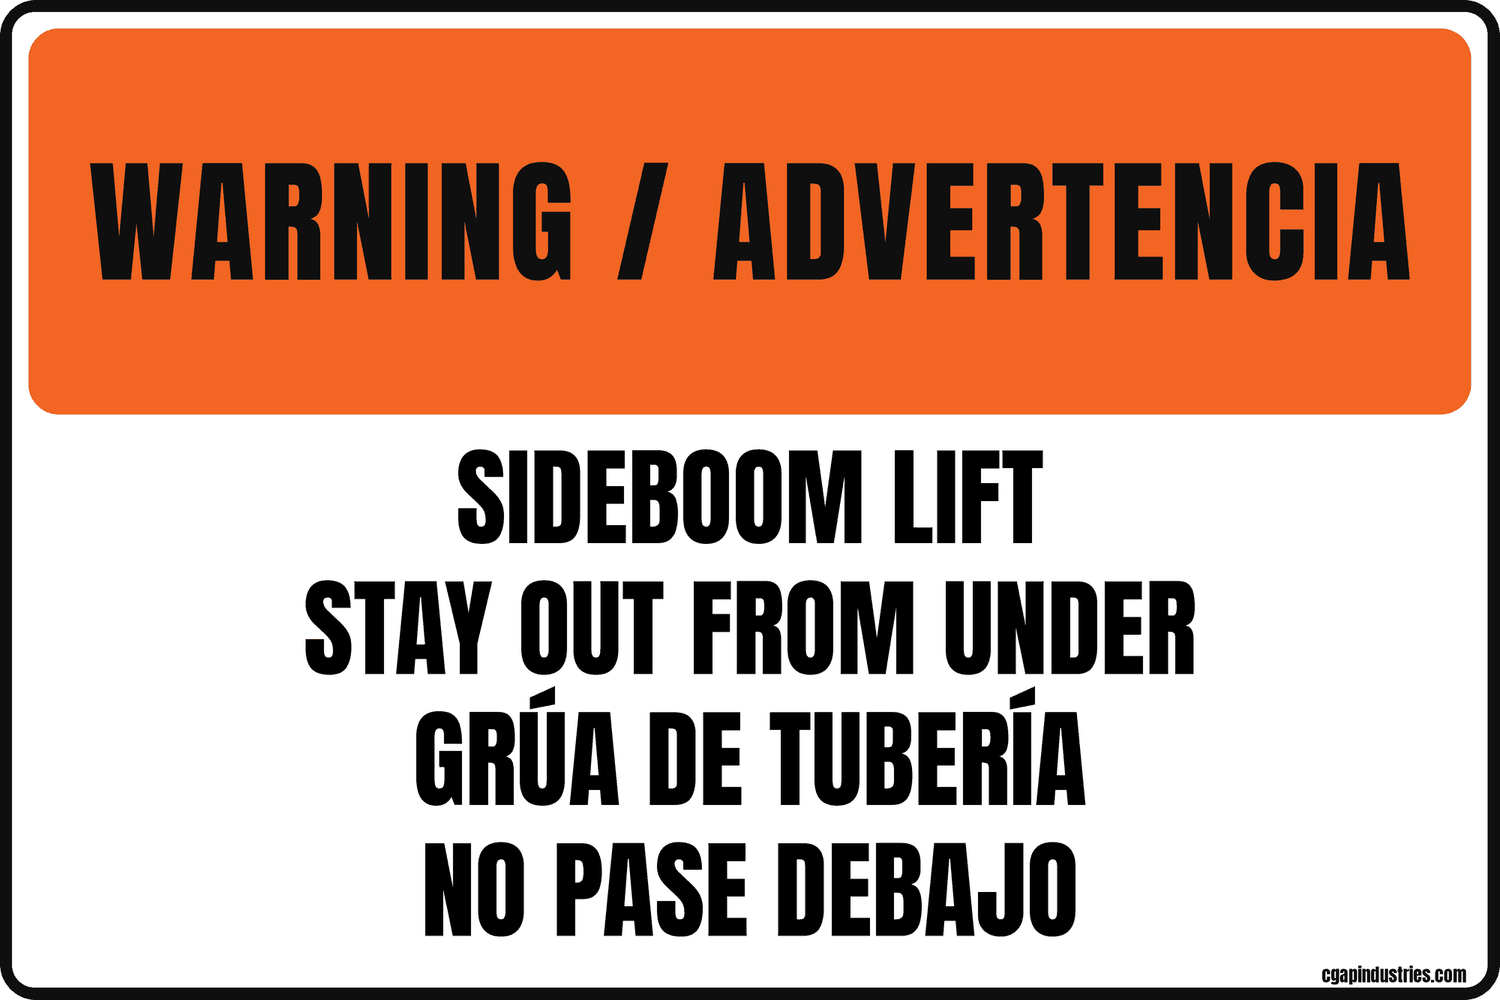 WARNING / ADVERTENCIA
SIDEBOOM LIFT
STAY OUT FROM UNDER
GRÚA DE TUBERÍA
NO PASE DEBAJO
cgapindustries.com